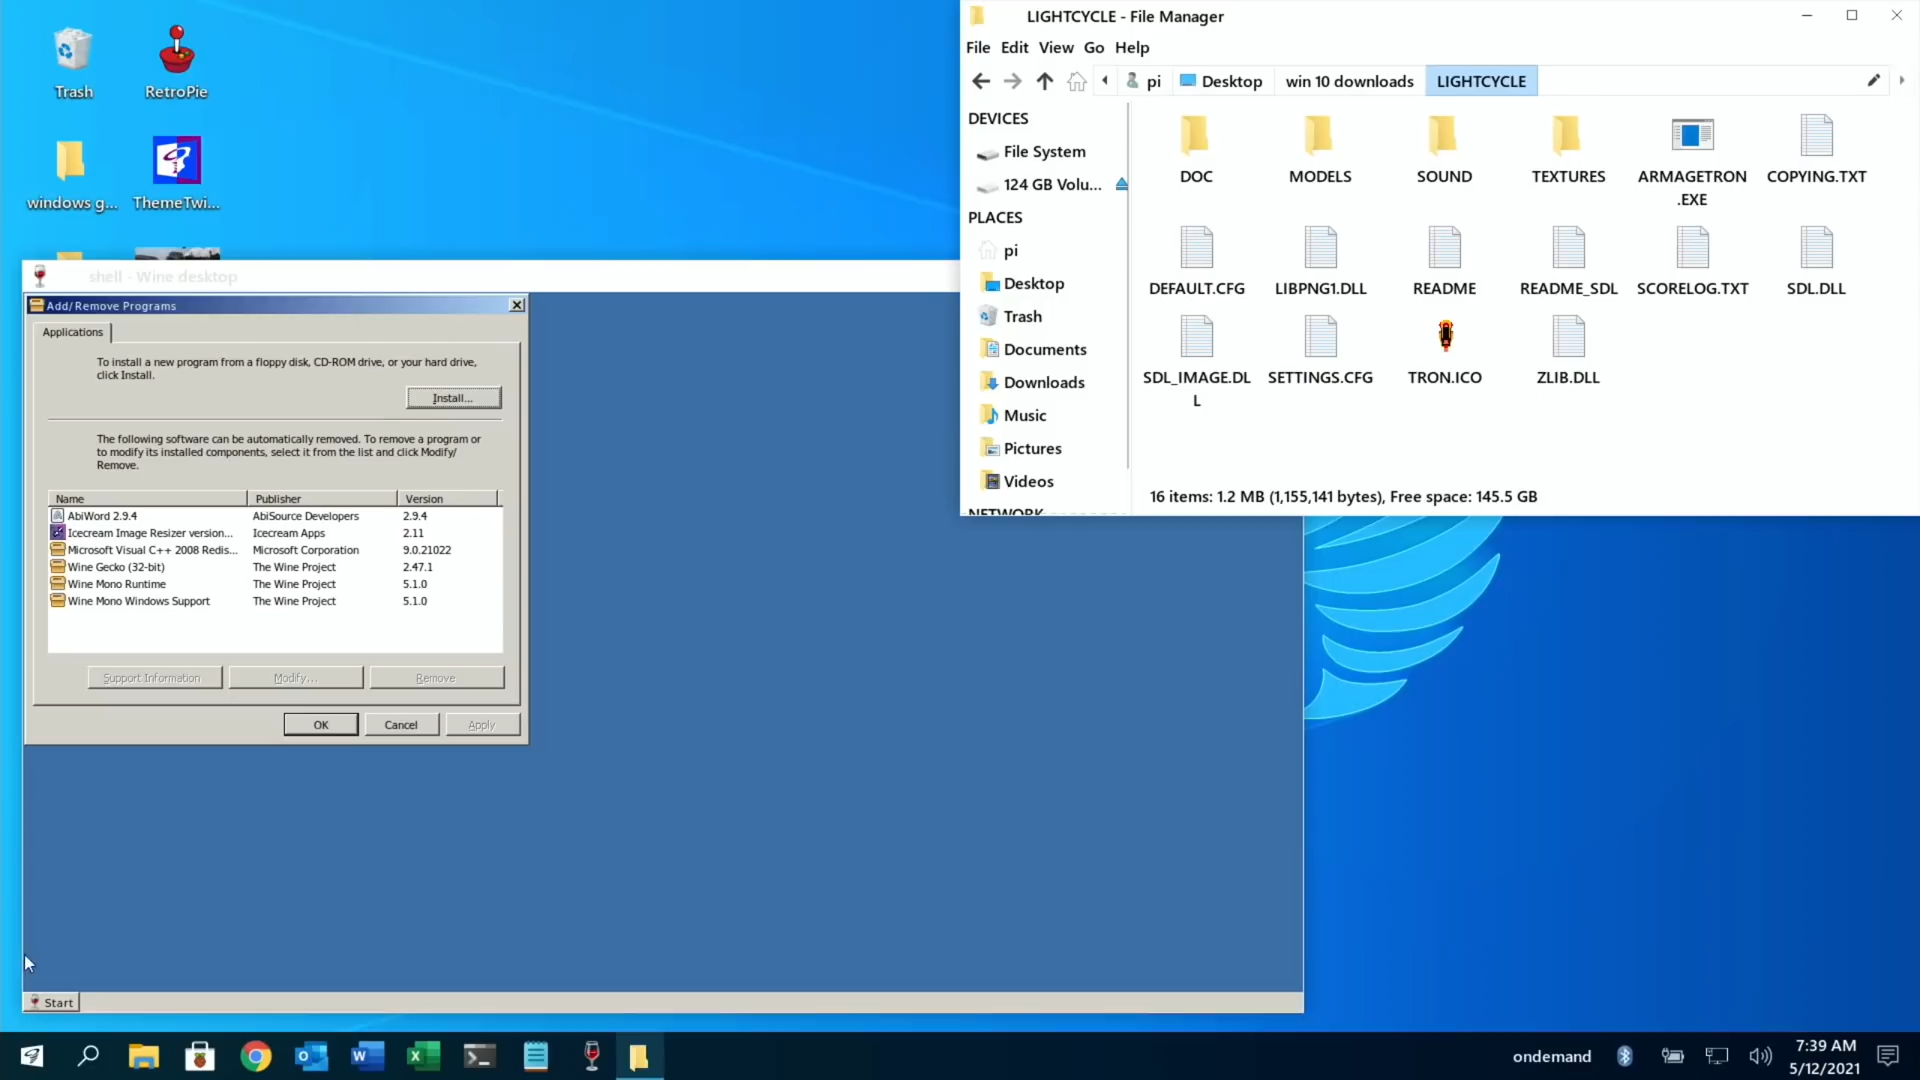 Trash
RetroPie
windows g...
ThemeTwi...
LIGHTCYCLE - File Manager
File Edit View Go Help
pi Desktop win 10 downloads LIGHTCYCLE
DEVICES
File System
124 GB Volu...
PLACES
pi
Desktop
Trash
Documents
Downloads
Music
Pictures
Videos
NETWORK
DOC MODELS SOUND TEXTURES ARMAGETRON COPYING.TXT
.EXE
DEFAULT.CFG LIBPNG1.DLL README README_SDL SCORELOG.TXT SDL.DLL
SDL_IMAGE.DL SETTINGS.CFG TRON.ICO ZLIB.DLL
L
16 items: 1.2 MB (1,155,141 bytes), Free space: 145.5 GB
shell - Wine desktop
Add/Remove Programs
Applications
To install a new program from a floppy disk, CD-ROM drive, or your hard drive,
click Install.
Install...
The following software can be automatically removed. To remove a program or
to modify its installed components, select it from the list and click Modify/
Remove.
Name Publisher Version
AbiWord 2.9.4 AbiSource Developers 2.9.4
Icecream Image Resizer version... Icecream Apps 2.11
Microsoft Visual C++ 2008 Redis... Microsoft Corporation 9.0.21022
Wine Gecko (32-bit) The Wine Project 2.47.1
Wine Mono Runtime The Wine Project 5.1.0
Wine Mono Windows Support The Wine Project 5.1.0
Support Information Modify... Remove
OK Cancel Apply
Start
ondemand
7:39 AM
5/12/2021